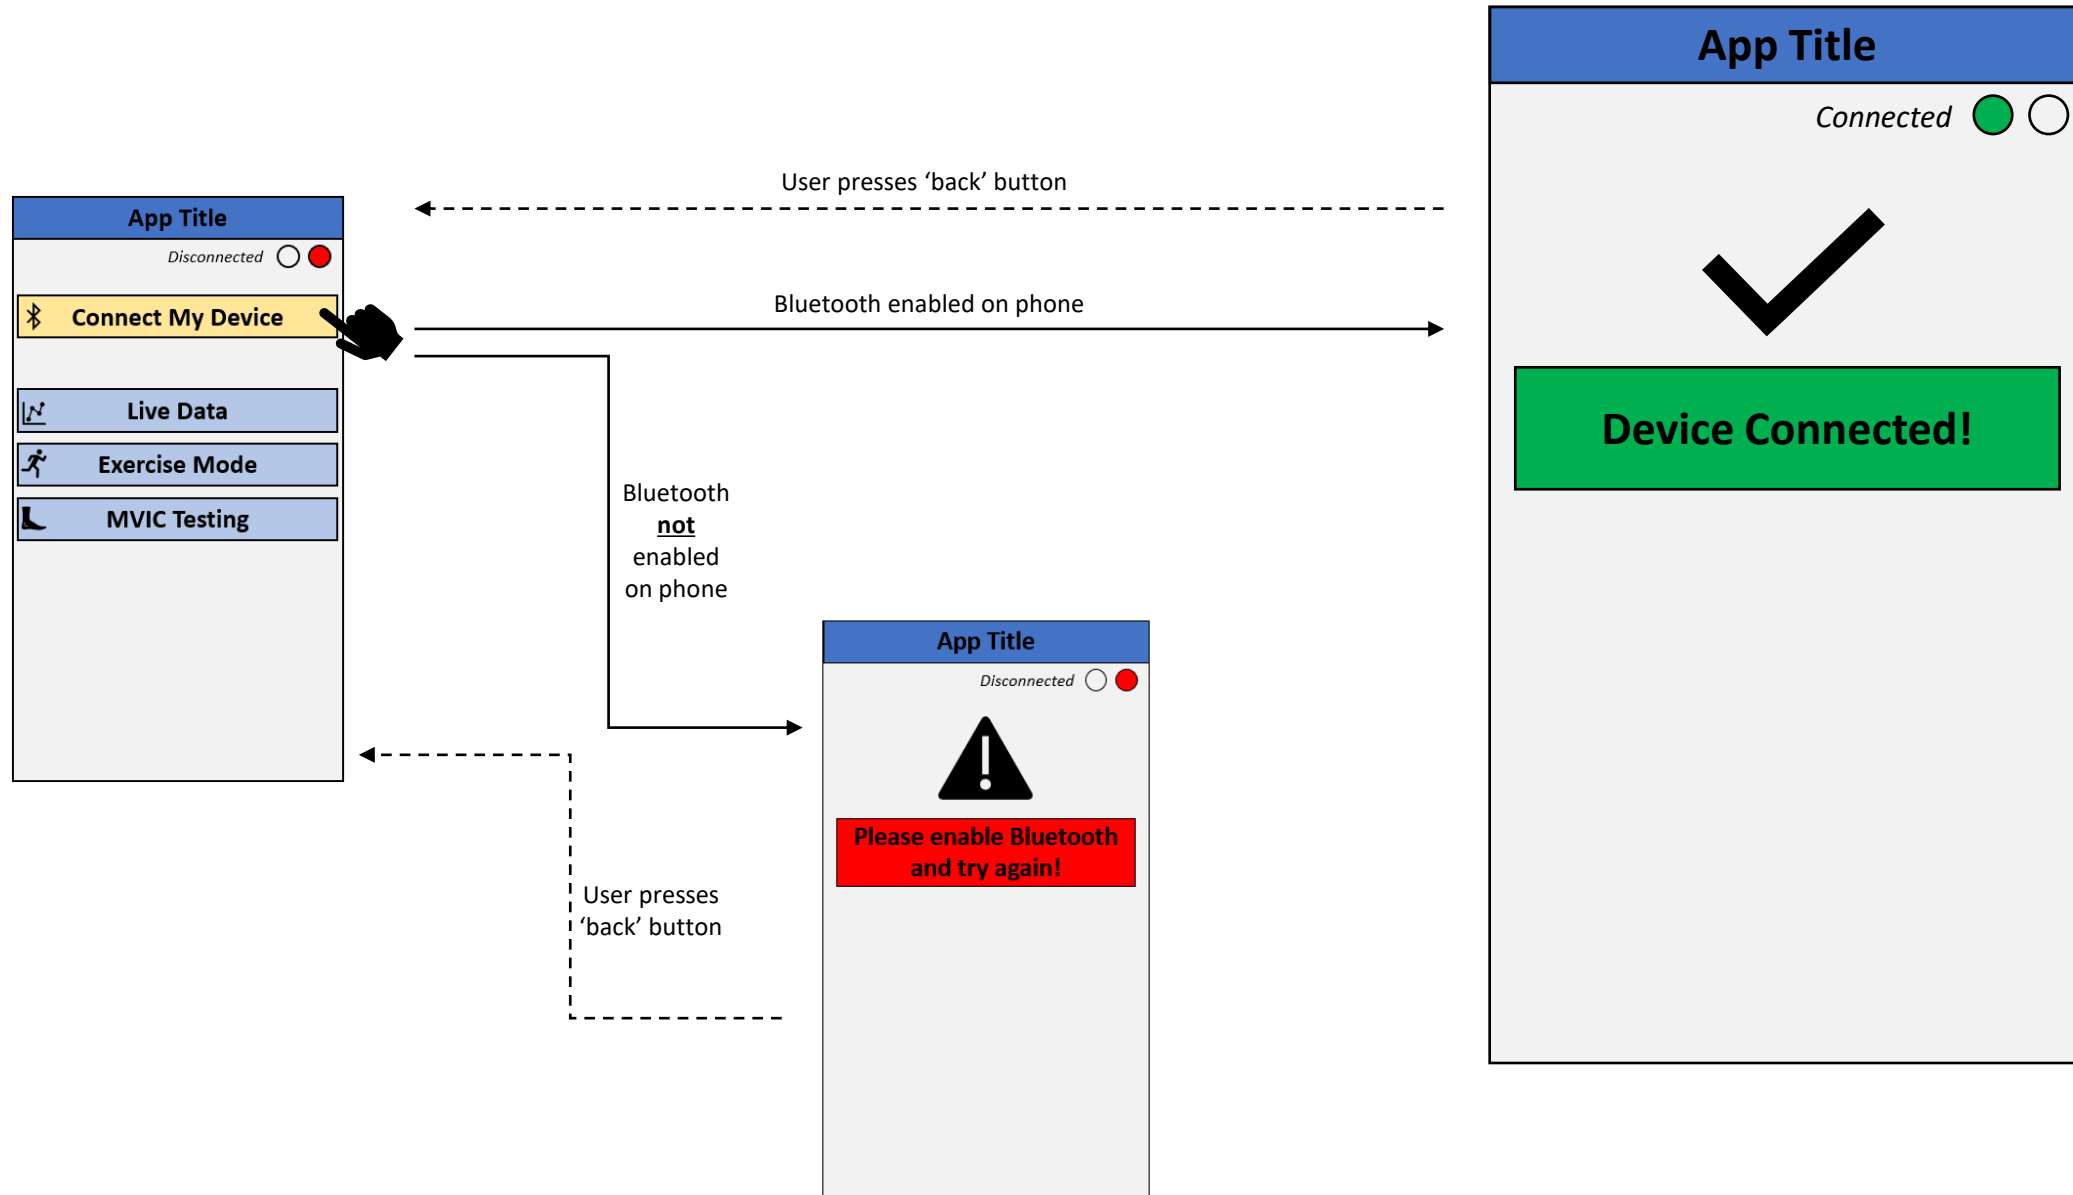 App Title
Disconnected
Connect My Device
Live Data
Exercise Mode
MVIC Testing
User presses ‘back’ button
Bluetooth enabled on phone
Bluetooth
not
enabled
on phone
User presses
‘back’ button
App Title
Disconnected
Please enable Bluetooth
and try again!
App Title
Connected
Device Connected!